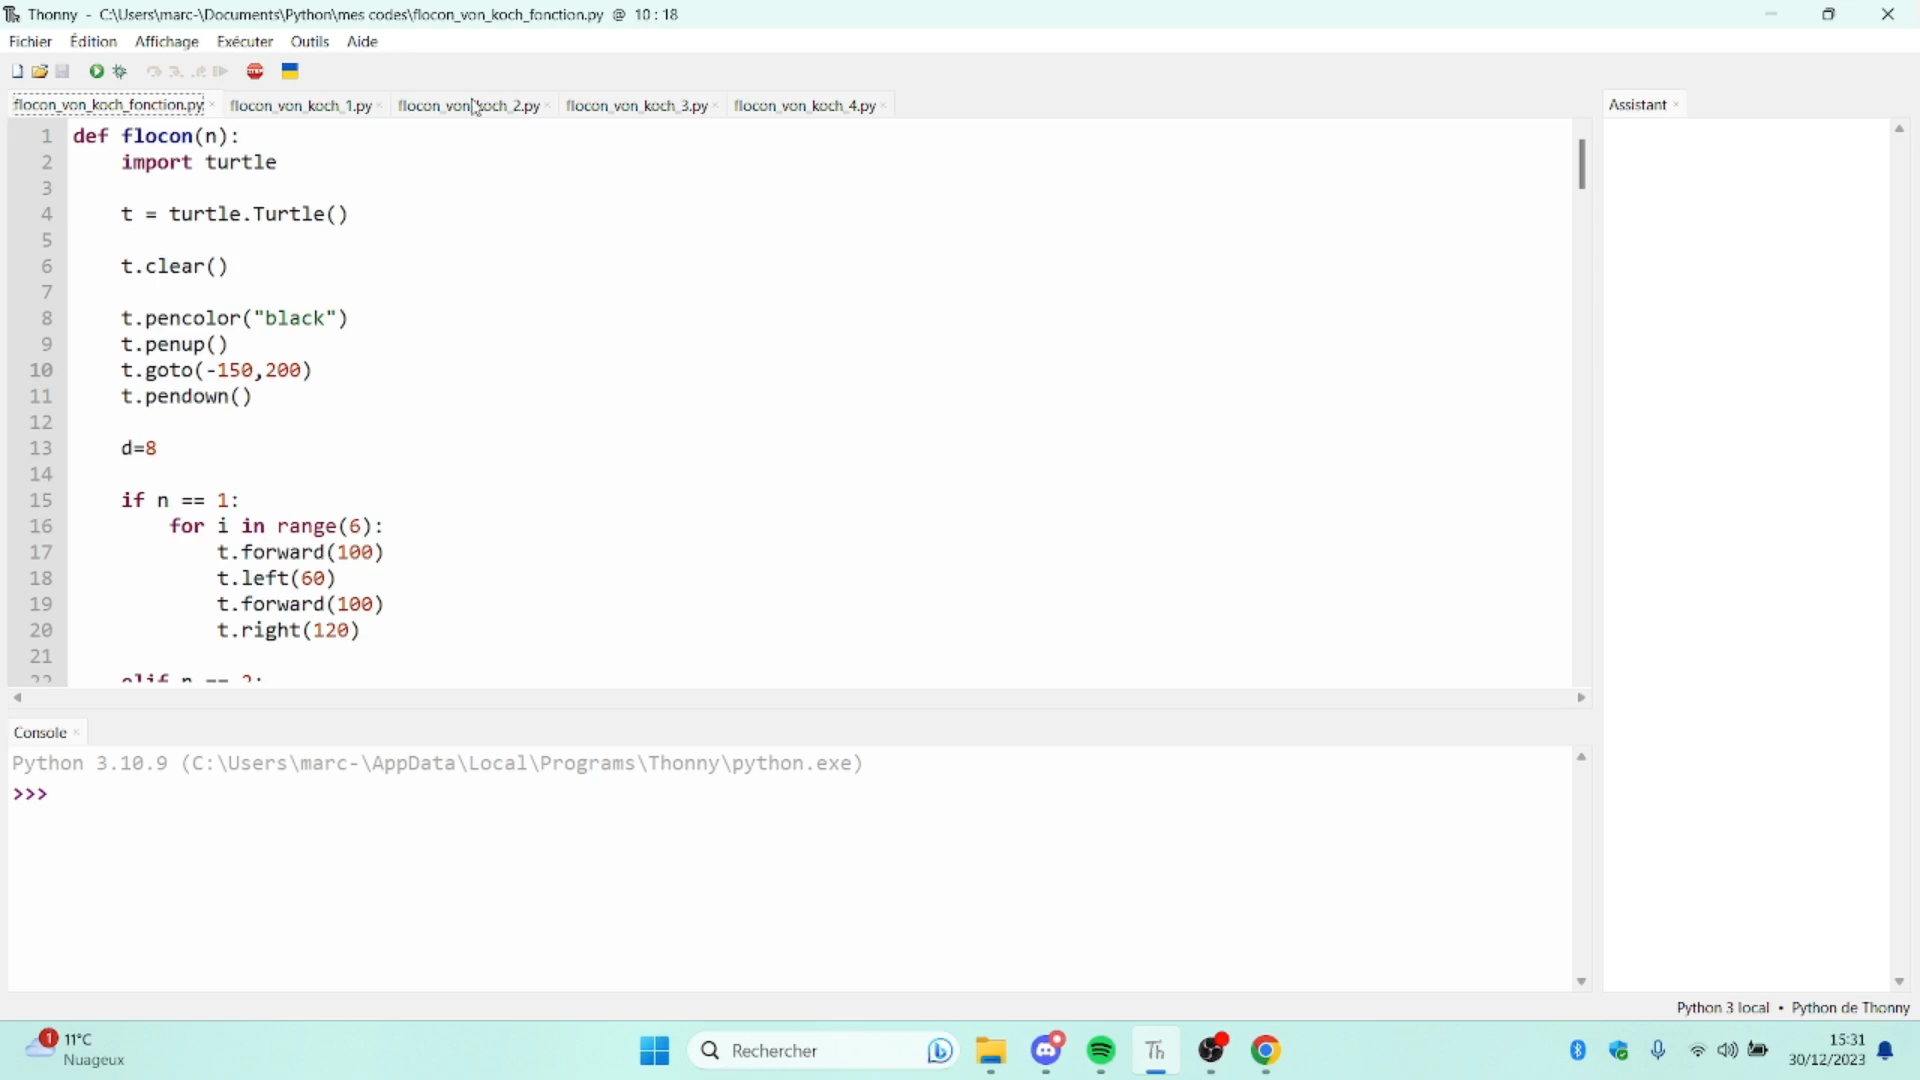 Thonny - C:\Users\marc-\Documents\Python\mes codes\flocon_von_koch_fonction.py @ 10 : 18
Fichier Édition Affichage Exécuter Outils Aide
flocon_von_koch_fonction.py × flocon_von_koch_1.py × flocon_von_koch_2.py × flocon_von_koch_3.py × flocon_von_koch_4.py ×
Assistant ×
1 def flocon(n):
2 import turtle
3
4 t = turtle.Turtle()
5
6 t.clear()
7
8 t.pencolor("black")
9 t.penup()
10 t.goto(-150,200)
11 t.pendown()
12
13 d=8
14
15 if n == 1:
16 for i in range(6):
17 t.forward(100)
18 t.left(60)
19 t.forward(100)
20 t.right(120)
21
22 elif n == 2:
Console ×
Python 3.10.9 (C:\Users\marc-\AppData\Local\Programs\Thonny\python.exe)
>>>
Python 3 local • Python de Thonny
1
11°C
Nuageux
Rechercher
Th
15:31
30/12/2023